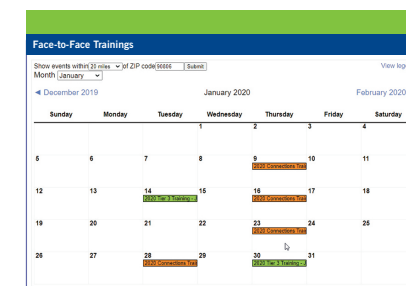 Face-to-Face Trainings
Show events within 20 miles of ZIP code 90806 Submit
View leg
Month January
◄ December 2019 January 2020 February 2020
Sunday Monday Tuesday Wednesday Thursday Friday Saturday
1 2 3 4
5 6 7 8 9 10 11
2020 Connections Trai
12 13 14 15 16 17 18
2020 Tier 3 Training - J 2020 Connections Trai
19 20 21 22 23 24 25
2020 Connections Trai
26 27 28 29 30 31
2020 Connections Trai 2020 Tier 3 Training - J